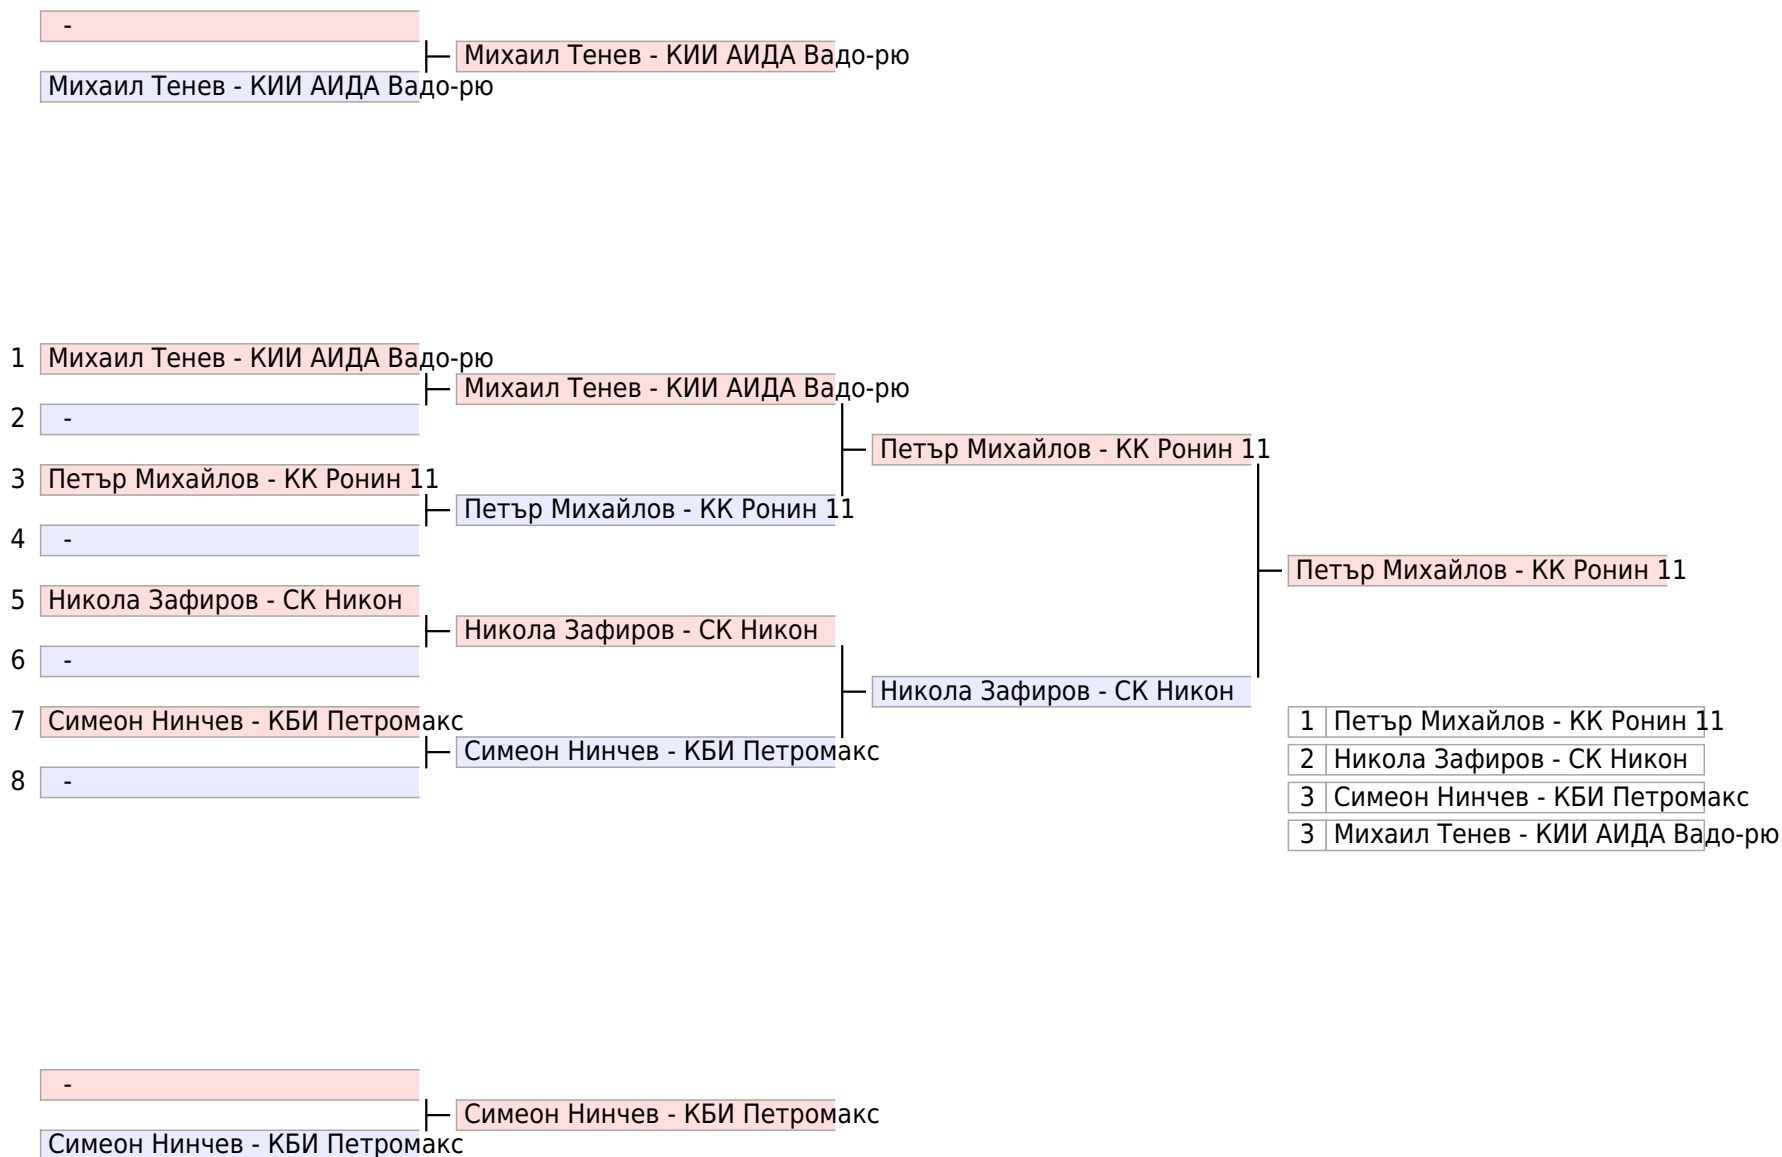 -
Михаил Тенев - КИИ АИДА Вадо-рю
Михаил Тенев - КИИ АИДА Вадо-рю
1 Михаил Тенев - КИИ АИДА Вадо-рю
Михаил Тенев - КИИ АИДА Вадо-рю
2 -
Петър Михайлов - КК Ронин 11
3 Петър Михайлов - КК Ронин 11
Петър Михайлов - КК Ронин 11
4 -
Петър Михайлов - КК Ронин 11
5 Никола Зафиров - СК Никон
Никола Зафиров - СК Никон
6 -
Никола Зафиров - СК Никон
7 Симеон Нинчев - КБИ Петромакс
1 Петър Михайлов - КК Ронин 11
Симеон Нинчев - КБИ Петромакс
2 Никола Зафиров - СК Никон
8 -
3 Симеон Нинчев - КБИ Петромакс
3 Михаил Тенев - КИИ АИДА Вадо-рю
-
Симеон Нинчев - КБИ Петромакс
Симеон Нинчев - КБИ Петромакс